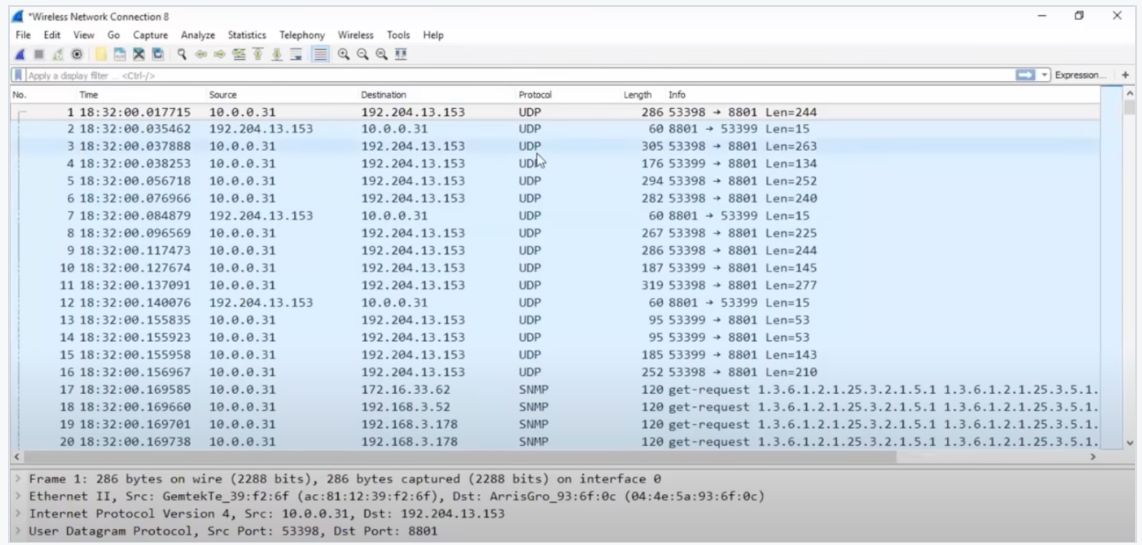 *Wireless Network Connection 8
File Edit View Go Capture Analyze Statistics Telephony Wireless Tools Help
Apply a display filter ... <Ctrl-/> Expression... +
No. Time Source Destination Protocol Length Info
1 18:32:00.017715 10.0.0.31 192.204.13.153 UDP 286 53398 → 8801 Len=244
2 18:32:00.035462 192.204.13.153 10.0.0.31 UDP 60 8801 → 53399 Len=15
3 18:32:00.037888 10.0.0.31 192.204.13.153 UDP 305 53398 → 8801 Len=263
4 18:32:00.038253 10.0.0.31 192.204.13.153 UDP 176 53399 → 8801 Len=134
5 18:32:00.056718 10.0.0.31 192.204.13.153 UDP 294 53398 → 8801 Len=252
6 18:32:00.076966 10.0.0.31 192.204.13.153 UDP 282 53398 → 8801 Len=240
7 18:32:00.084879 192.204.13.153 10.0.0.31 UDP 60 8801 → 53399 Len=15
8 18:32:00.096569 10.0.0.31 192.204.13.153 UDP 267 53398 → 8801 Len=225
9 18:32:00.117473 10.0.0.31 192.204.13.153 UDP 286 53398 → 8801 Len=244
10 18:32:00.127674 10.0.0.31 192.204.13.153 UDP 187 53399 → 8801 Len=145
11 18:32:00.137091 10.0.0.31 192.204.13.153 UDP 319 53398 → 8801 Len=277
12 18:32:00.140076 192.204.13.153 10.0.0.31 UDP 60 8801 → 53399 Len=15
13 18:32:00.155835 10.0.0.31 192.204.13.153 UDP 95 53399 → 8801 Len=53
14 18:32:00.155923 10.0.0.31 192.204.13.153 UDP 95 53399 → 8801 Len=53
15 18:32:00.155958 10.0.0.31 192.204.13.153 UDP 185 53399 → 8801 Len=143
16 18:32:00.156967 10.0.0.31 192.204.13.153 UDP 252 53398 → 8801 Len=210
17 18:32:00.169585 10.0.0.31 172.16.33.62 SNMP 120 get-request 1.3.6.1.2.1.25.3.2.1.5.1 1.3.6.1.2.1.25.3.5.1.
18 18:32:00.169660 10.0.0.31 192.168.3.52 SNMP 120 get-request 1.3.6.1.2.1.25.3.2.1.5.1 1.3.6.1.2.1.25.3.5.1.
19 18:32:00.169701 10.0.0.31 192.168.3.178 SNMP 120 get-request 1.3.6.1.2.1.25.3.2.1.5.1 1.3.6.1.2.1.25.3.5.1.
20 18:32:00.169738 10.0.0.31 192.168.3.178 SNMP 120 get-request 1.3.6.1.2.1.25.3.2.1.5.1 1.3.6.1.2.1.25.3.5.1.
> Frame 1: 286 bytes on wire (2288 bits), 286 bytes captured (2288 bits) on interface 0
> Ethernet II, Src: GemtekTe_39:f2:6f (ac:81:12:39:f2:6f), Dst: ArrisGro_93:6f:0c (04:4e:5a:93:6f:0c)
> Internet Protocol Version 4, Src: 10.0.0.31, Dst: 192.204.13.153
> User Datagram Protocol, Src Port: 53398, Dst Port: 8801